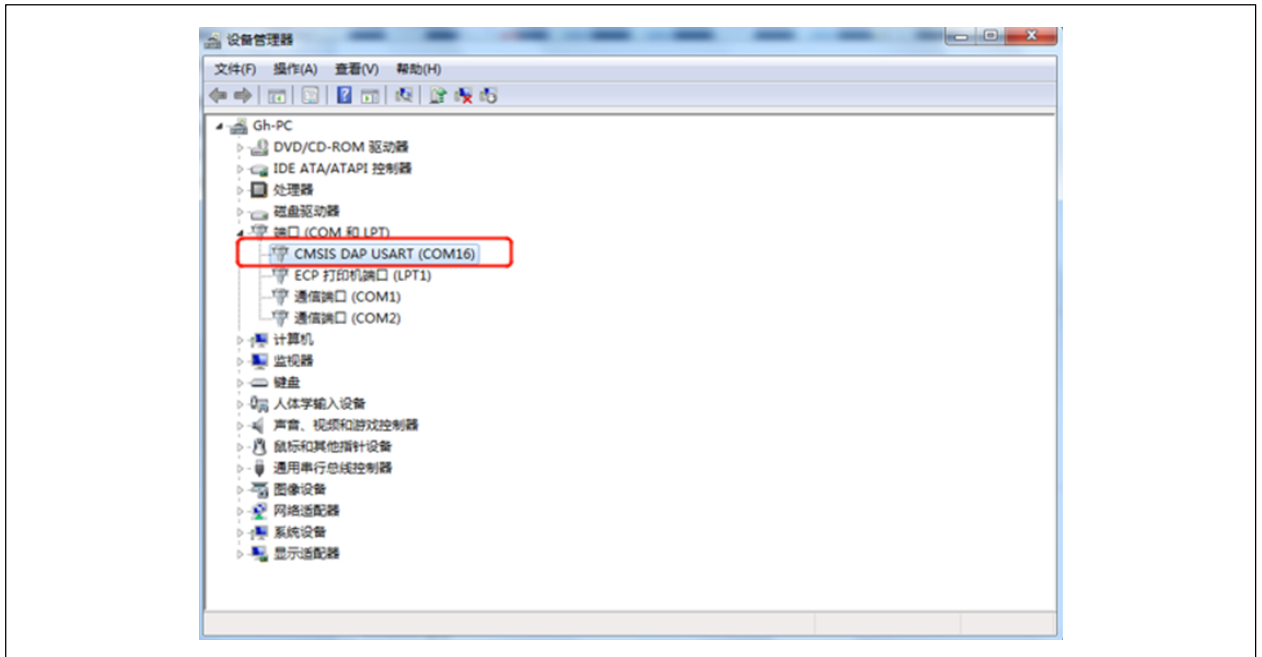 设备管理器
文件(F) 操作(A) 查看(V) 帮助(H)
Gh-PC
DVD/CD-ROM 驱动器
IDE ATA/ATAPI 控制器
处理器
磁盘驱动器
端口 (COM 和 LPT)
CMSIS DAP USART (COM16)
ECP 打印机端口 (LPT1)
通信端口 (COM1)
通信端口 (COM2)
计算机
监视器
键盘
人体学输入设备
声音、视频和游戏控制器
鼠标和其他指针设备
通用串行总线控制器
图像设备
网络适配器
系统设备
显示适配器